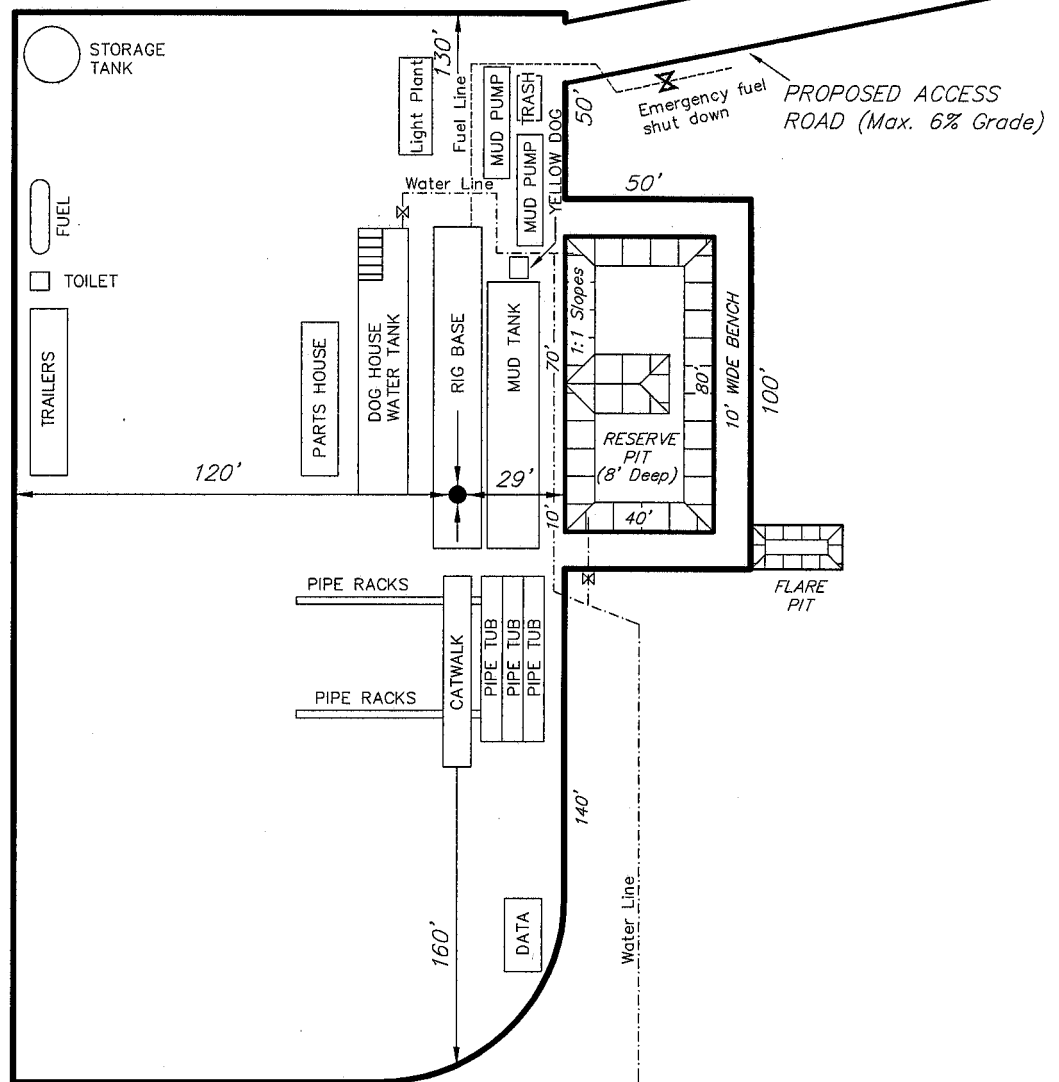 STORAGE
TANK
130'
Light Plant
Fuel Line
MUD PUMP
TRASH
MUD PUMP
YELLOW DOG
50'
Emergency fuel
shut down
PROPOSED ACCESS
ROAD (Max. 6% Grade)
Water Line
50'
FUEL
TOILET
TRAILERS
PARTS HOUSE
DOG HOUSE
WATER TANK
RIG BASE
MUD TANK
1:1 Slopes
70'
80'
10' WIDE BENCH
100'
RESERVE
PIT
(8' Deep)
120'
29'
10'
40'
FLARE
PIT
PIPE RACKS
CATWALK
PIPE TUB
PIPE TUB
PIPE TUB
PIPE RACKS
140'
160'
DATA
Water Line